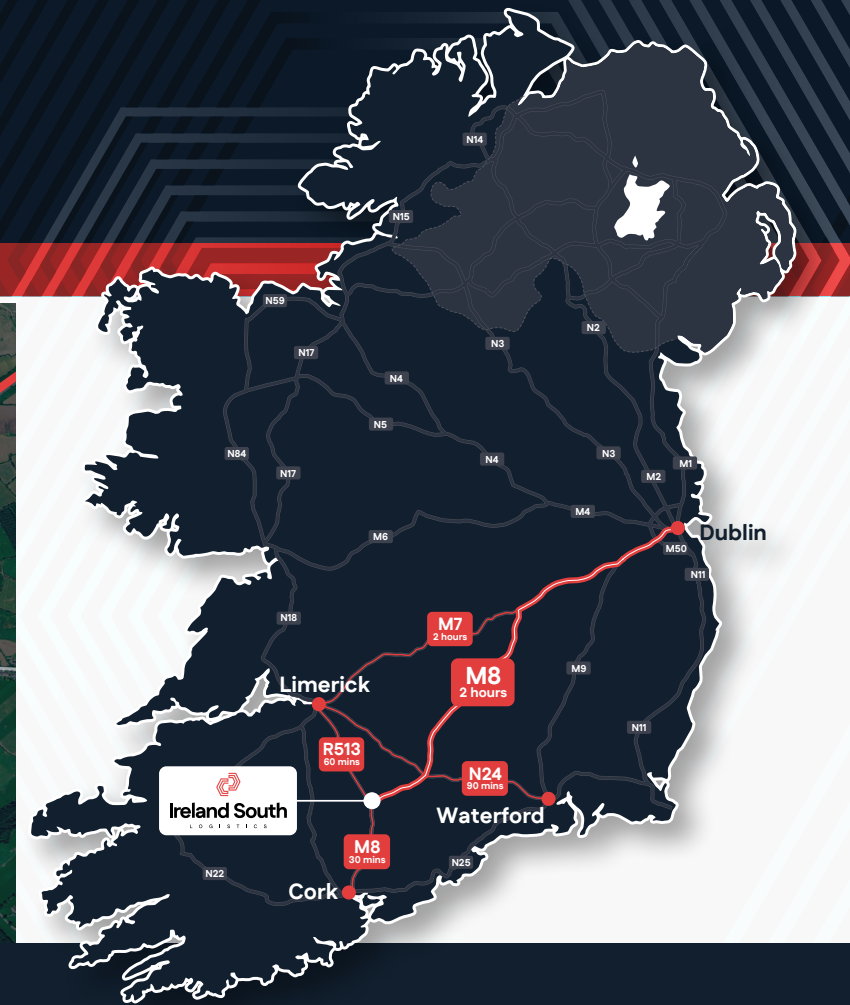 N14
N15
N59
N2
N3
N17
N4
N5
N84
N3
N4
M1
N17
M2
M4
Dublin
M6
M50
N11
N18
M7
2 hours
M9
M8
2 hours
Limerick
N11
R513
60 mins
N24
90 mins
Ireland South
LOGISTICS
Waterford
M8
30 mins
N25
N22
Cork